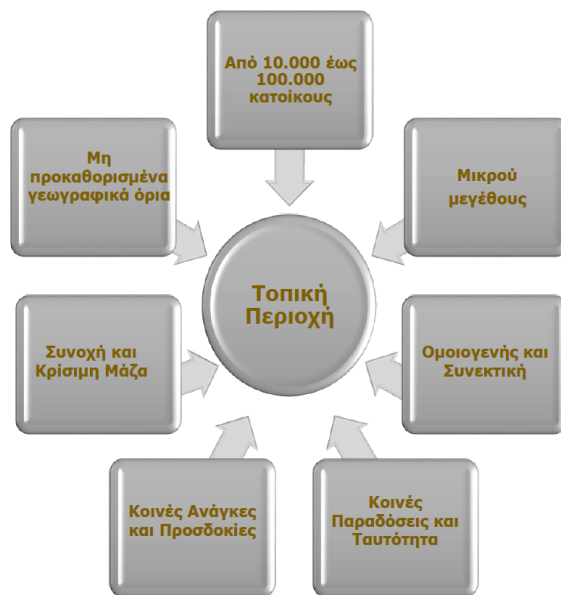 Από 10.000 έως
100.000
κατοίκους
Μη
προκαθορισμένα
γεωγραφικά όρια
Μικρού
μεγέθους
Τοπική
Περιοχή
Συνοχή και
Κρίσιμη Μάζα
Ομοιογενής και
Συνεκτική
Κοινές Ανάγκες
και Προσδοκίες
Κοινές
Παραδόσεις και
Ταυτότητα